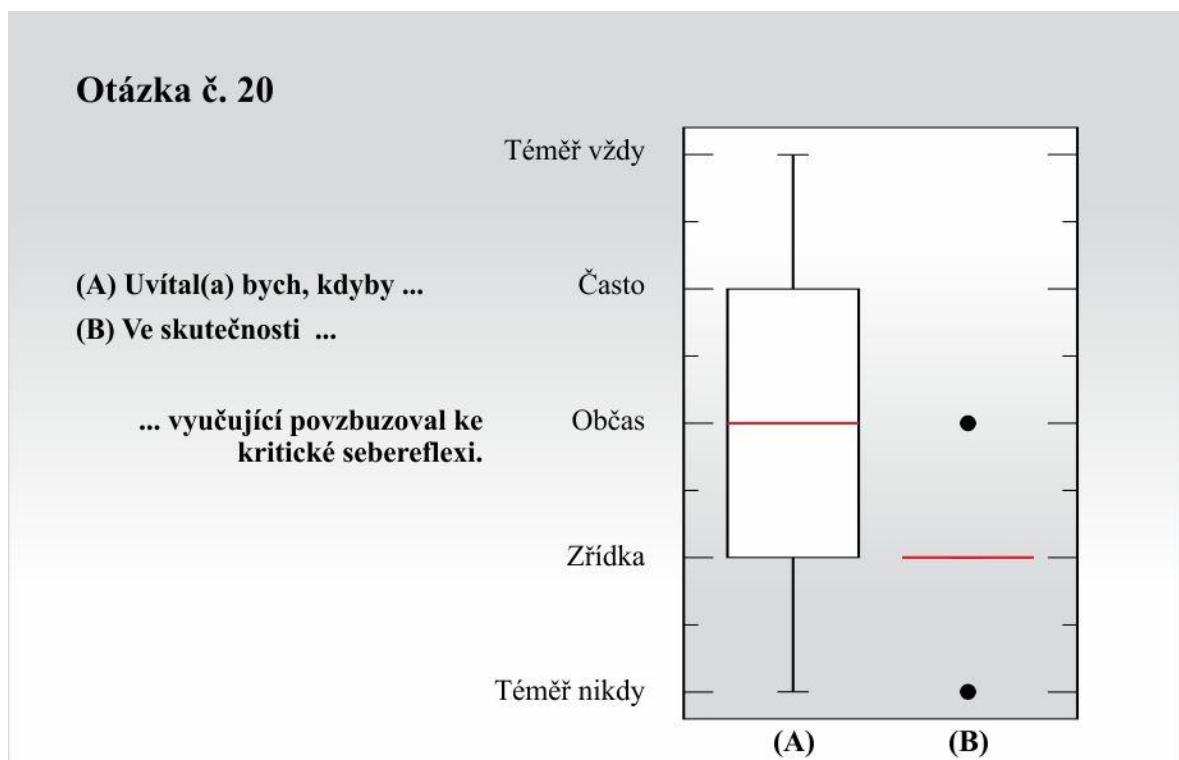 Otázka č. 20
Téměř vždy
(A) Uvítal(a) bych, kdyby ...
Často
(B) Ve skutečnosti ...
... vyučující povzbuzoval ke
kritické sebereflexi.
Občas
Zřídka
Téměř nikdy
(A)
(B)